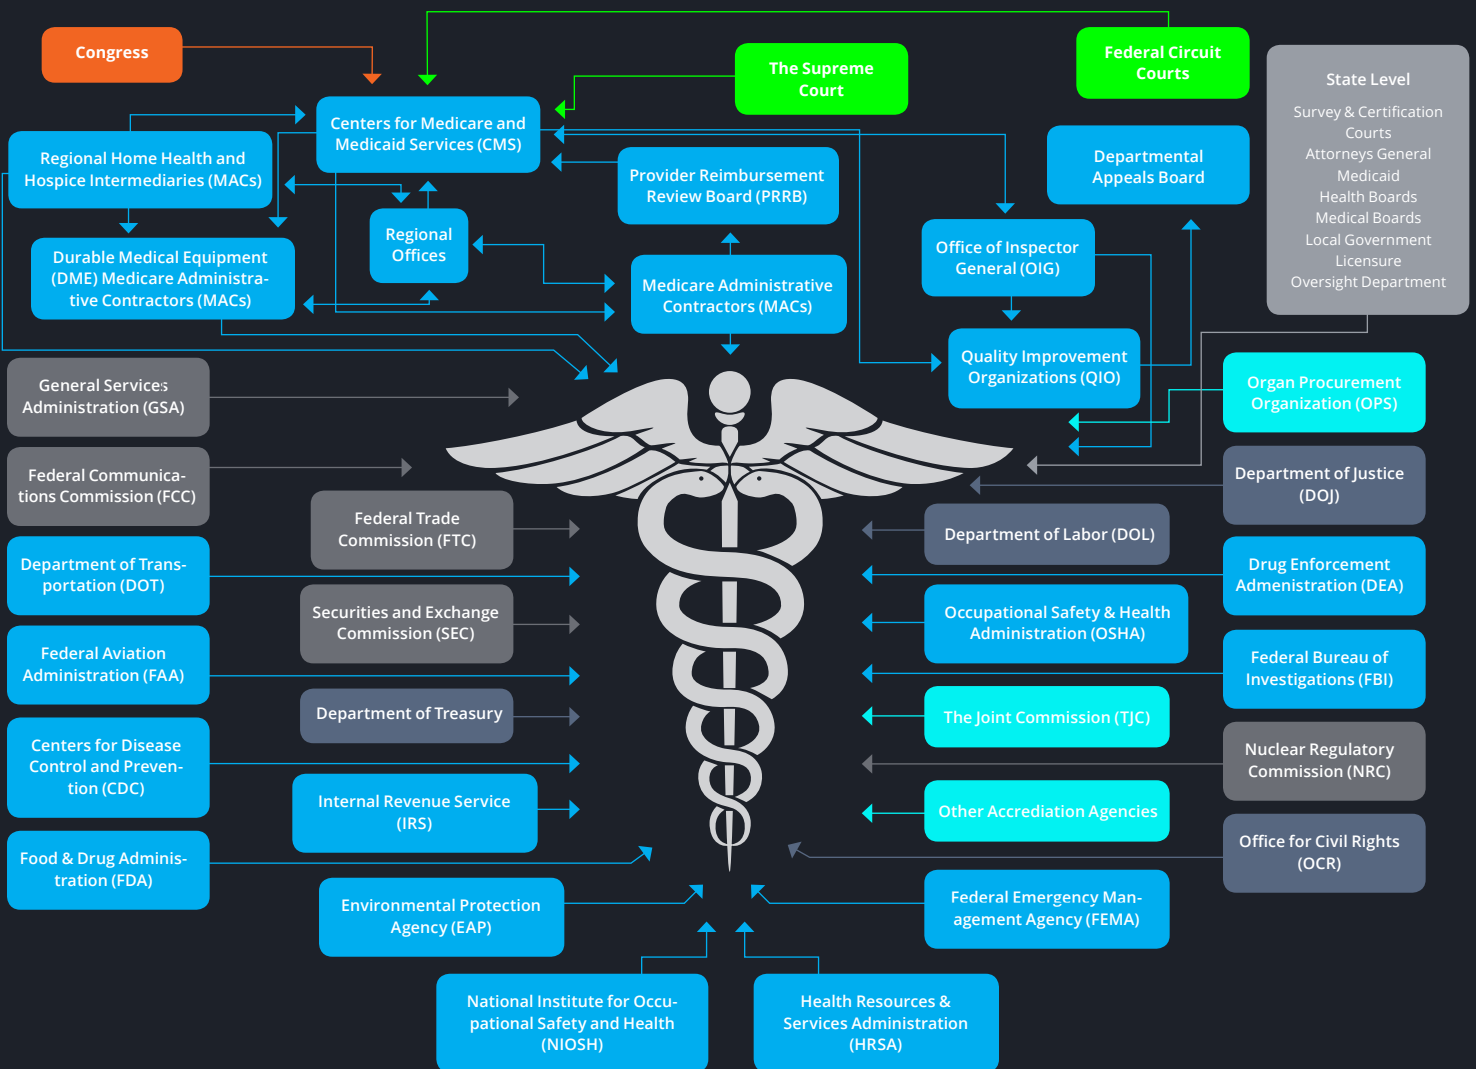 Congress
The Supreme
Court
Federal Circuit
Courts
State Level
Survey & Certification
Courts
Attorneys General
Medicaid
Health Boards
Medical Boards
Local Government
Licensure
Oversight Department
Centers for Medicare and
Medicaid Services (CMS)
Regional Home Health and
Hospice Intermediaries (MACs)
Provider Reimbursement
Review Board (PRRB)
Departmental
Appeals Board
Regional
Offices
Durable Medical Equipment
(DME) Medicare Administra-
tive Contractors (MACs)
Medicare Administrative
Contractors (MACs)
Office of Inspector
General (OIG)
Quality Improvement
Organizations (QIO)
General Services
Administration (GSA)
Organ Procurement
Organization (OPS)
Federal Communica-
tions Commission (FCC)
Department of Justice
(DOJ)
Federal Trade
Commission (FTC)
Department of Labor (DOL)
Department of Trans-
portation (DOT)
Drug Enforcement
Admenistration (DEA)
Securities and Exchange
Commission (SEC)
Occupational Safety & Health
Administration (OSHA)
Federal Aviation
Administration (FAA)
Federal Bureau of
Investigations (FBI)
Department of Treasury
The Joint Commission (TJC)
Centers for Disease
Control and Preven-
tion (CDC)
Nuclear Regulatory
Commission (NRC)
Internal Revenue Service
(IRS)
Other Accrediation Agencies
Food & Drug Adminis-
tration (FDA)
Office for Civil Rights
(OCR)
Environmental Protection
Agency (EAP)
Federal Emergency Man-
agement Agency (FEMA)
National Institute for Occu-
pational Safety and Health
(NIOSH)
Health Resources &
Services Administration
(HRSA)